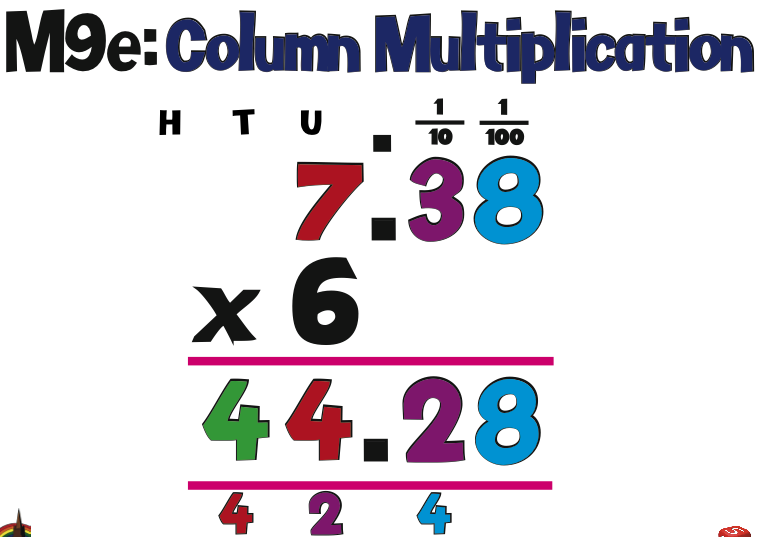 M9e: Column Multiplication
H T U . 1/10 1/100
7.38
x 6
44.28
4 2 4